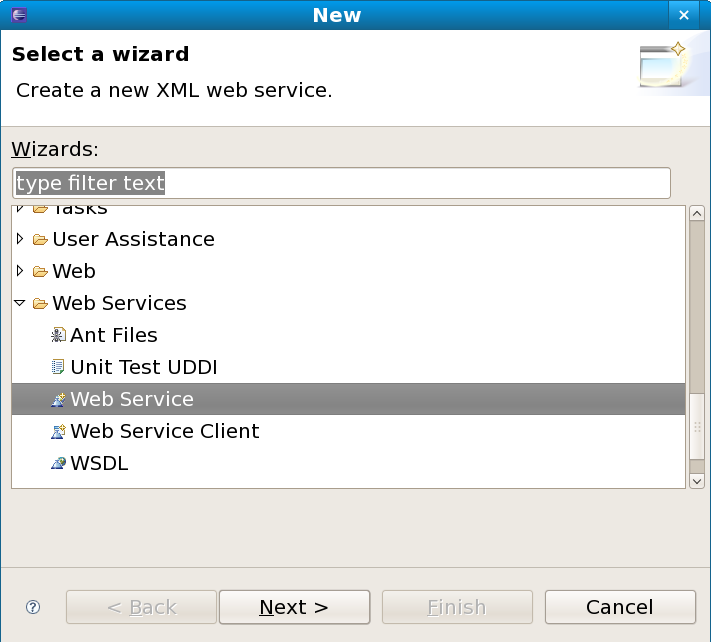 New
Select a wizard
Create a new XML web service.
Wizards:
type filter text
Tasks
User Assistance
Web
Web Services
Ant Files
Unit Test UDDI
Web Service
Web Service Client
WSDL
< Back Next > Finish Cancel